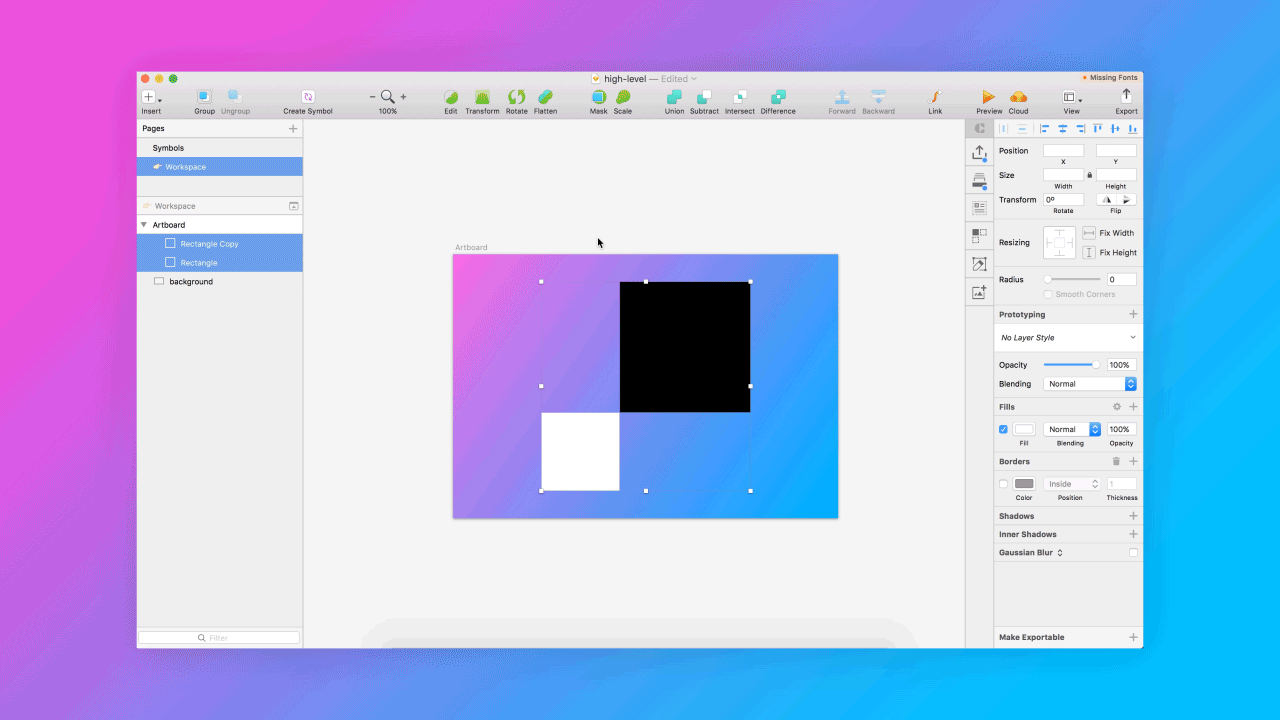 high-level — Edited
Missing Fonts
Insert Group Ungroup Create Symbol 100% Edit Transform Rotate Flatten Mask Scale Union Subtract Intersect Difference Forward Backward Link Preview Cloud View Export
Pages
Symbols
Workspace
Workspace
Artboard
Rectangle Copy
Rectangle
background
Filter
Artboard
Position
X Y
Size
Width Height
Transform 0º
Rotate Flip
Resizing Fix Width
Fix Height
Radius 0
Smooth Corners
Prototyping
No Layer Style
Opacity 100%
Blending Normal
Fills
Normal 100%
Fill Blending Opacity
Borders
Inside 1
Color Position Thickness
Shadows
Inner Shadows
Gaussian Blur
Make Exportable